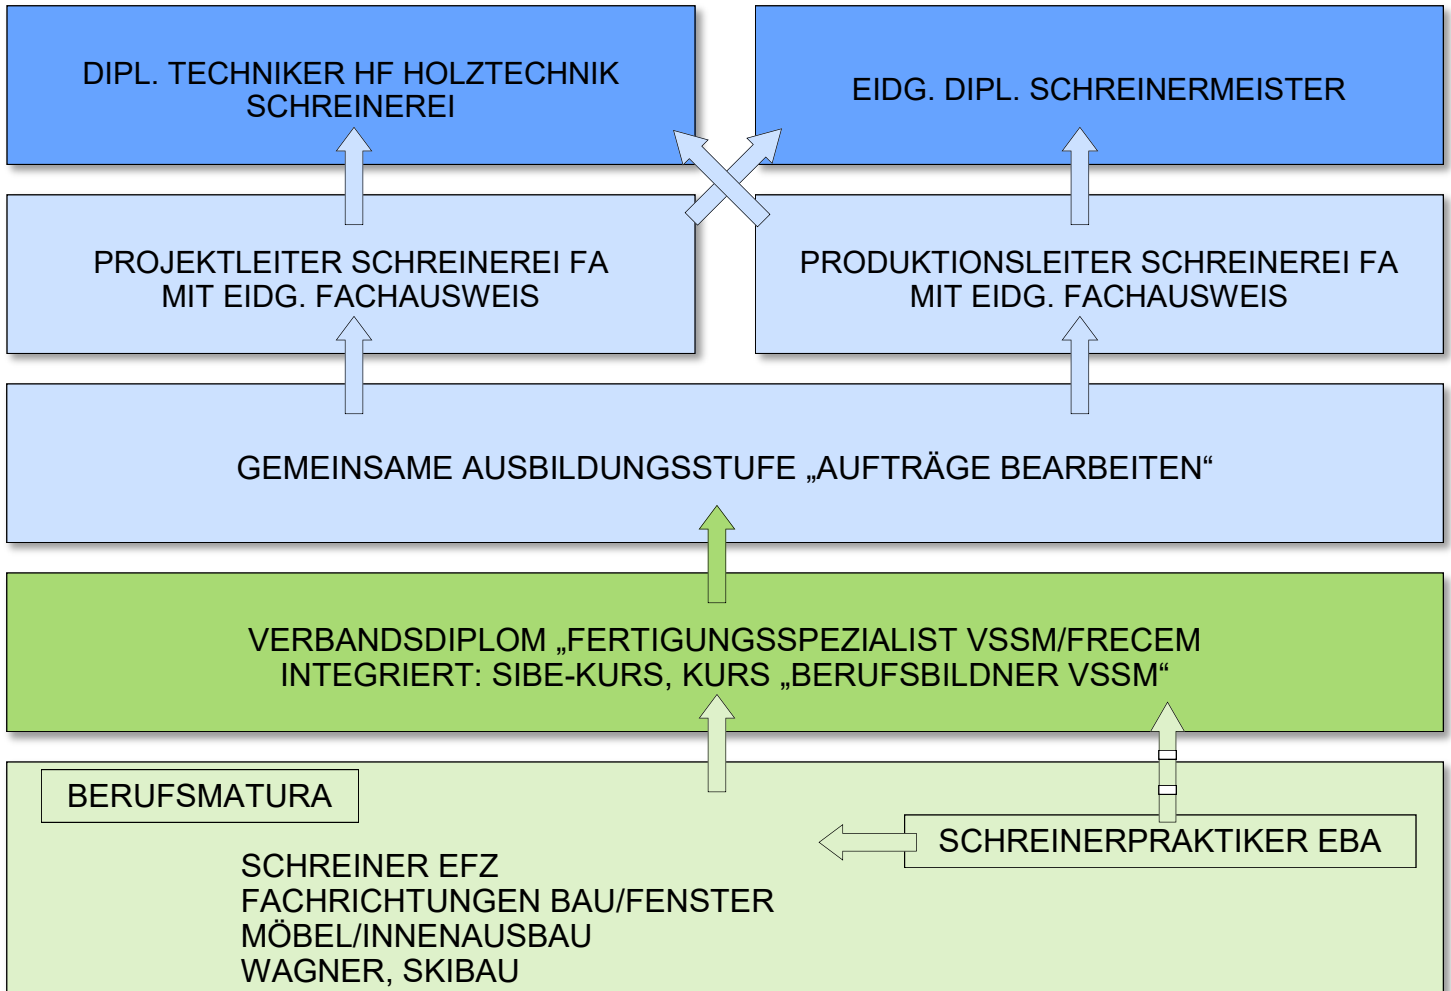 DIPL. TECHNIKER HF HOLZTECHNIK
SCHREINEREI
EIDG. DIPL. SCHREINERMEISTER
PROJEKTLEITER SCHREINEREI FA
MIT EIDG. FACHAUSWEIS
PRODUKTIONSLEITER SCHREINEREI FA
MIT EIDG. FACHAUSWEIS
GEMEINSAME AUSBILDUNGSSTUFE „AUFTRÄGE BEARBEITEN“
VERBANDSDIPLOM „FERTIGUNGSSPEZIALIST VSSM/FRECEM
INTEGRIERT: SIBE-KURS, KURS „BERUFSBILDNER VSSM“
BERUFSMATURA
SCHREINERPRAKTIKER EBA
SCHREINER EFZ
FACHRICHTUNGEN BAU/FENSTER
MÖBEL/INNENAUSBAU
WAGNER, SKIBAU